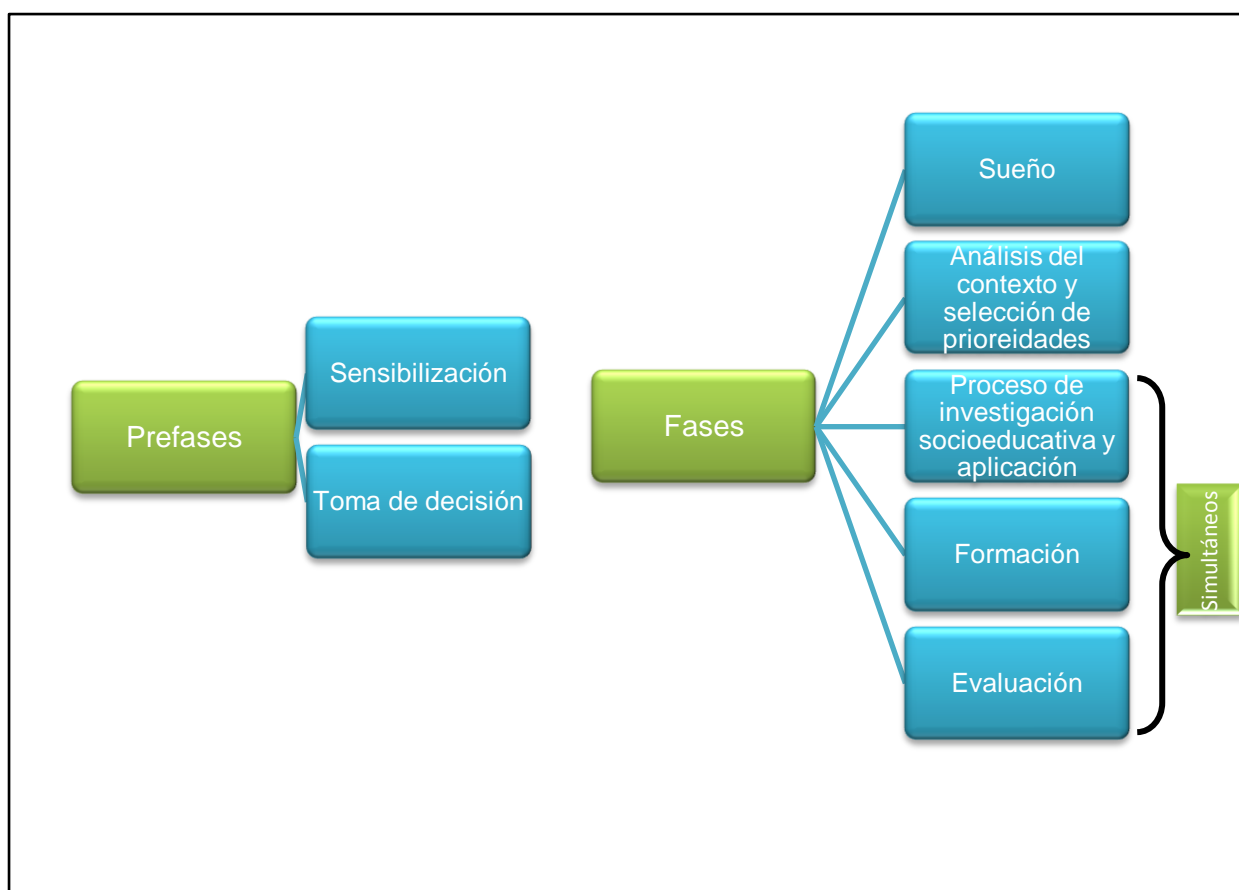 Prefases
Sensibilización
Toma de decisión
Fases
Sueño
Análisis del
contexto y
selección de
prioreidades
Proceso de
investigación
socioeducativa y
aplicación
Formación
Evaluación
Simultáneos